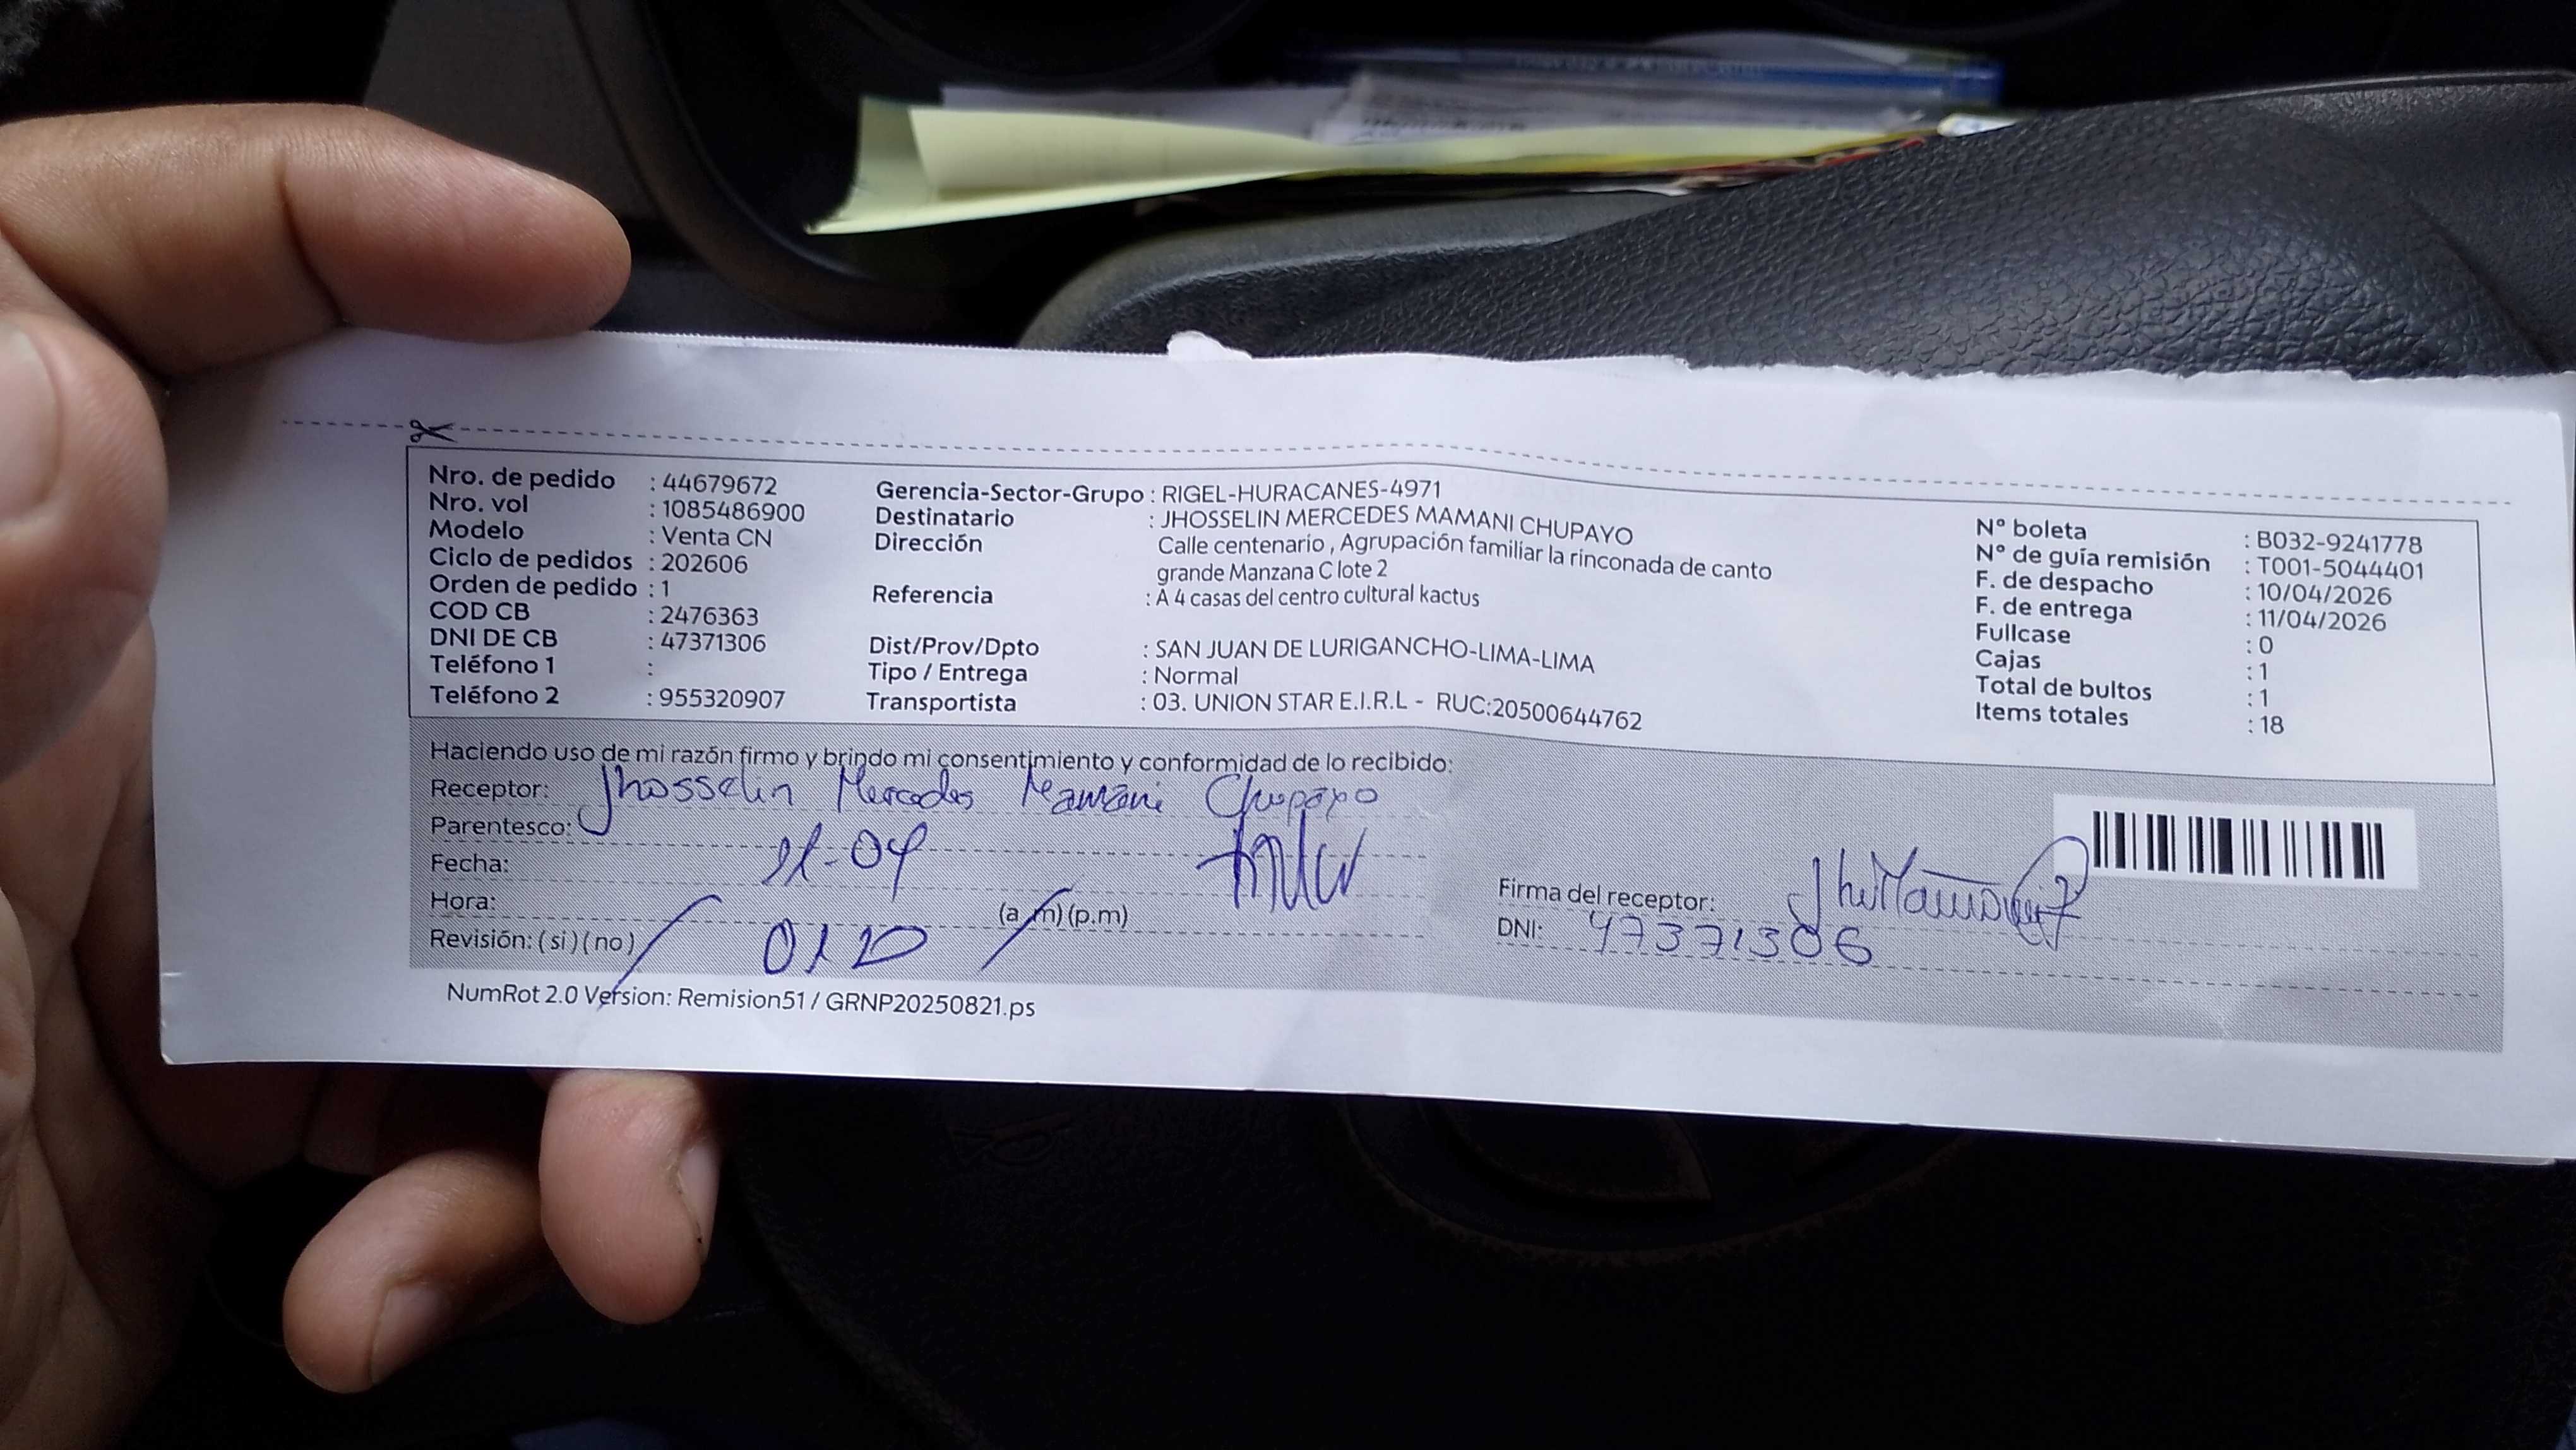 Nro. de pedido : 44679672
Nro. vol : 1085486900
Modelo : Venta CN
Ciclo de pedidos : 202606
Orden de pedido : 1
COD CB : 2476363
DNI DE CB : 47371306
Teléfono 1 :
Teléfono 2 : 955320907
Gerencia-Sector-Grupo : RIGEL-HURACANES-4971
Destinatario : JHOSSELIN MERCEDES MAMANI CHUPAYO
Dirección Calle centenario , Agrupación familiar la rinconada de canto
grande Manzana C lote 2
Referencia : A 4 casas del centro cultural kactus
Dist/Prov/Dpto : SAN JUAN DE LURIGANCHO-LIMA-LIMA
Tipo / Entrega : Normal
Transportista : 03. UNION STAR E.I.R.L - RUC:20500644762
N° boleta : B032-9241778
N° de guía remisión : T001-5044401
F. de despacho : 10/04/2026
F. de entrega : 11/04/2026
Fullcase : 0
Cajas : 1
Total de bultos : 1
Items totales : 18
Haciendo uso de mi razón firmo y brindo mi consentimiento y conformidad de lo recibido:
Receptor: Jhosselin Mercedes Mamani Chupayo
Parentesco:
Fecha: 11-04
Hora: (a.m)(p.m)
Revisión: (si)(no)
Firma del receptor:
DNI: 47371306
NumRot 2.0 Version: Remision51 / GRNP20250821.ps